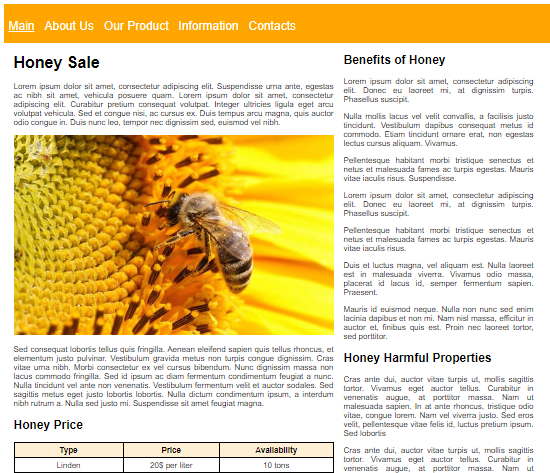 Main About Us Our Product Information Contacts
Honey Sale
Lorem ipsum dolor sit amet, consectetur adipiscing elit. Suspendisse urna ante, egestas
ac nibh sit amet, vehicula posuere quam. Lorem ipsum dolor sit amet, consectetur
adipiscing elit. Curabitur pretium consequat volutpat. Integer ultricies ligula eget arcu
volutpat vehicula. Sed et congue nisi, ac cursus ex. Duis tempus arcu magna, quis auctor
odio congue in. Duis nunc leo, tempor nec dignissim sed, euismod vel nibh.
Sed consequat lobortis tellus quis fringilla. Aenean eleifend sapien quis tellus rhoncus, et
elementum justo pulvinar. Vestibulum gravida metus non turpis congue dignissim. Cras
vitae urna nibh. Morbi consectetur ex vel cursus bibendum. Nunc dignissim massa non
lacus commodo fringilla. Sed id ipsum ac diam fermentum condimentum feugiat a nunc.
Nulla tincidunt vel ante non venenatis. Vestibulum fermentum velit et auctor sodales. Sed
sagittis metus eget justo lobortis lobortis. Nulla dictum condimentum ipsum, a interdum
nibh rutrum a. Nulla sed justo mi. Suspendisse sit amet feugiat magna.
Honey Price
Type Price Availability
Linden 20$ per liter 10 tons
Benefits of Honey
Lorem ipsum dolor sit amet, consectetur adipiscing
elit. Donec eu laoreet mi, at dignissim turpis.
Phasellus suscipit.
Nulla mollis lacus vel velit convallis, a facilisis justo
tincidunt. Vestibulum dapibus consequat metus id
commodo. Etiam tincidunt ornare erat, non egestas
lectus cursus aliquam. Vivamus.
Pellentesque habitant morbi tristique senectus et
netus et malesuada fames ac turpis egestas. Mauris
vitae iaculis risus. Suspendisse.
Lorem ipsum dolor sit amet, consectetur adipiscing
elit. Donec eu laoreet mi, at dignissim turpis.
Phasellus suscipit.
Pellentesque habitant morbi tristique senectus et
netus et malesuada fames ac turpis egestas. Mauris
vitae iaculis risus.
Duis et luctus magna, vel aliquam est. Nulla laoreet
est in malesuada viverra. Vivamus odio massa,
placerat id lacus id, semper fermentum sapien.
Praesent.
Mauris id euismod neque. Nulla non nunc sed enim
lacinia dapibus et non mi. Nam nisl massa, efficitur in
auctor et, finibus quis est. Proin nec laoreet tortor,
sed porttitor.
Honey Harmful Properties
Cras ante dui, auctor vitae turpis ut, mollis sagittis
tortor. Vivamus eget auctor tellus. Curabitur in
venenatis augue, at porttitor massa. Nam ut
malesuada sapien. In at ante rhoncus, tristique odio
vitae, congue lorem. Nam vel viverra justo. Sed eros
velit, pellentesque vitae felis id, luctus pretium ipsum.
Sed lobortis
Cras ante dui, auctor vitae turpis ut, mollis sagittis
tortor. Vivamus eget auctor tellus. Curabitur in
venenatis augue, at porttitor massa. Nam ut